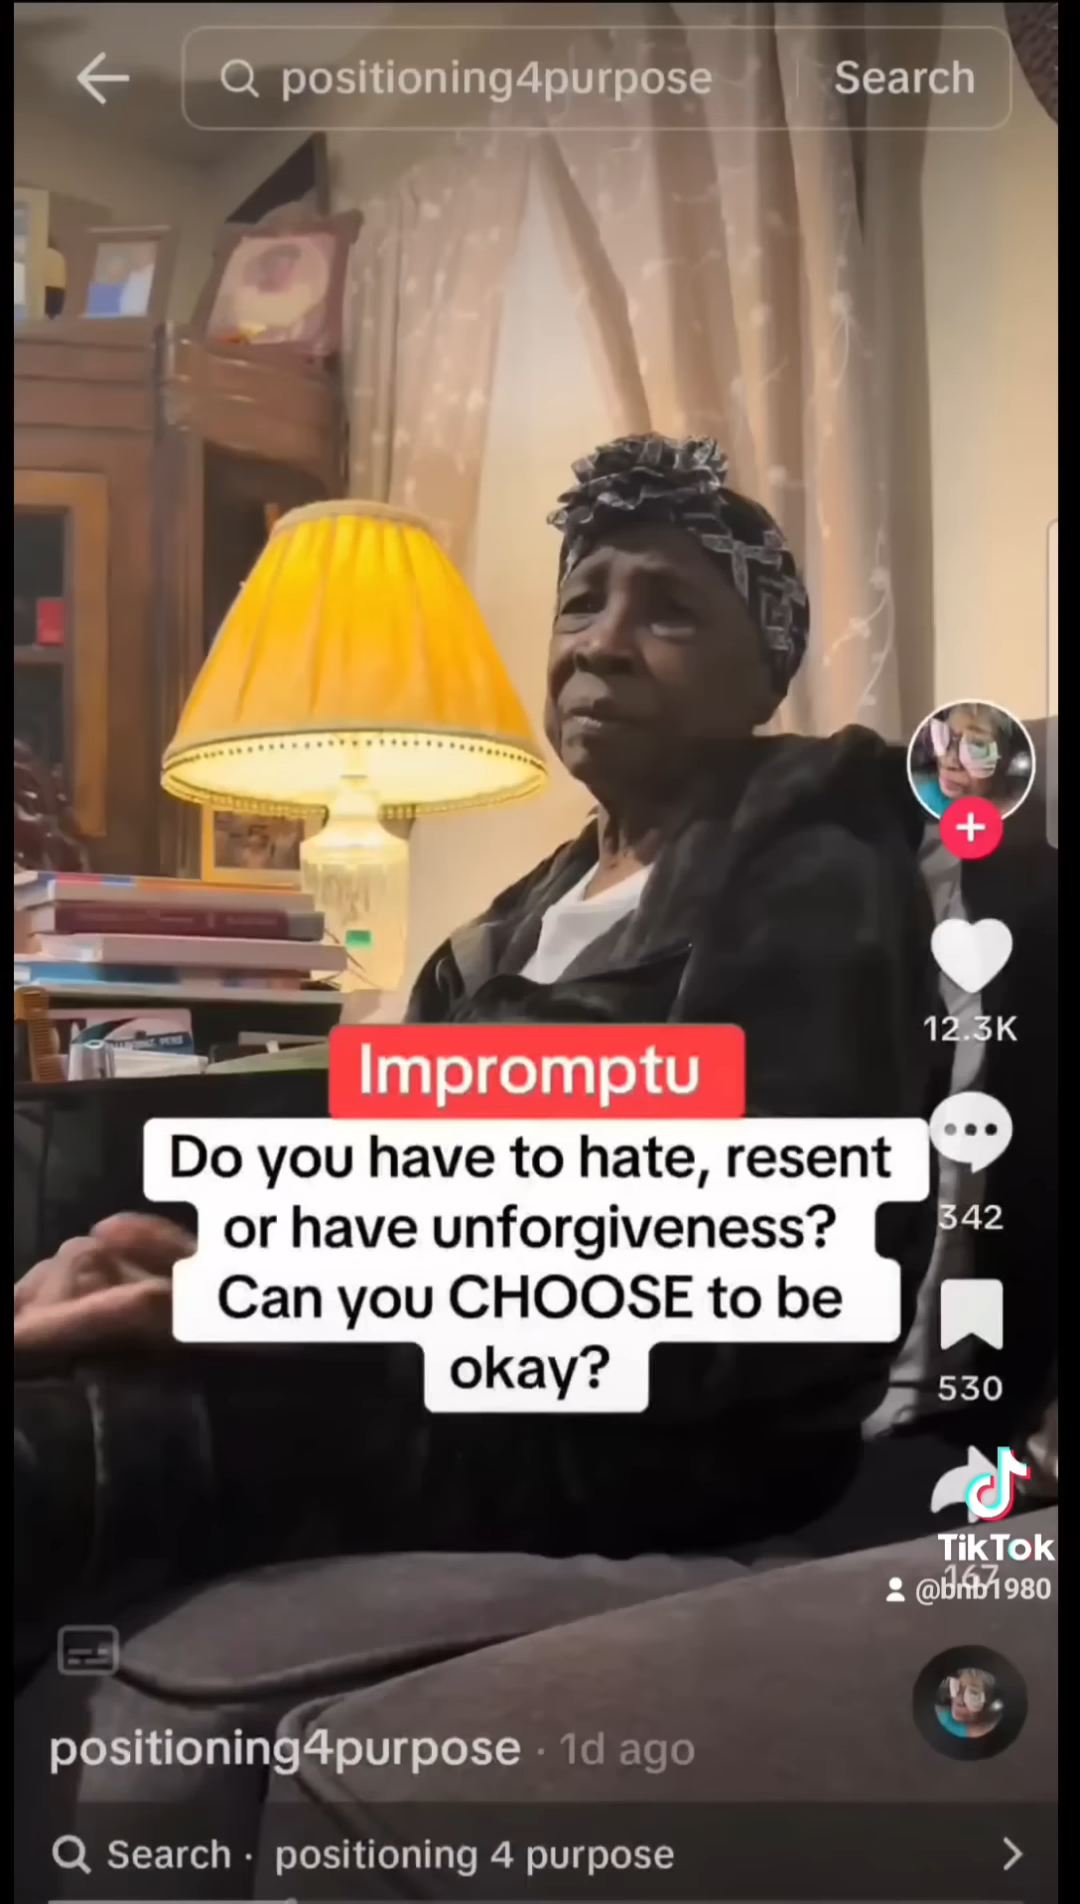 positioning4purpose
Search
12.3K
Impromptu
Do you have to hate, resent
or have unforgiveness?
Can you CHOOSE to be
okay?
342
530
TikTok
@bnb1980
positioning4purpose · 1d ago
Search · positioning 4 purpose